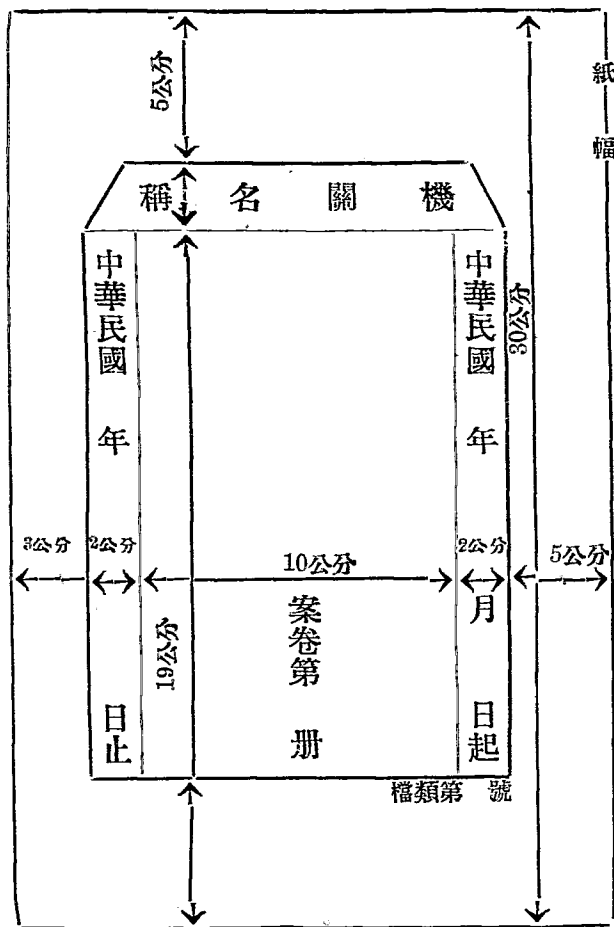 紙幅
5公分
機關名稱
中華民國 年 月 日起
30公分
中華民國 年 日止
3公分
2公分
10公分
2公分
5公分
19公分
案卷第 册
檔類第 號